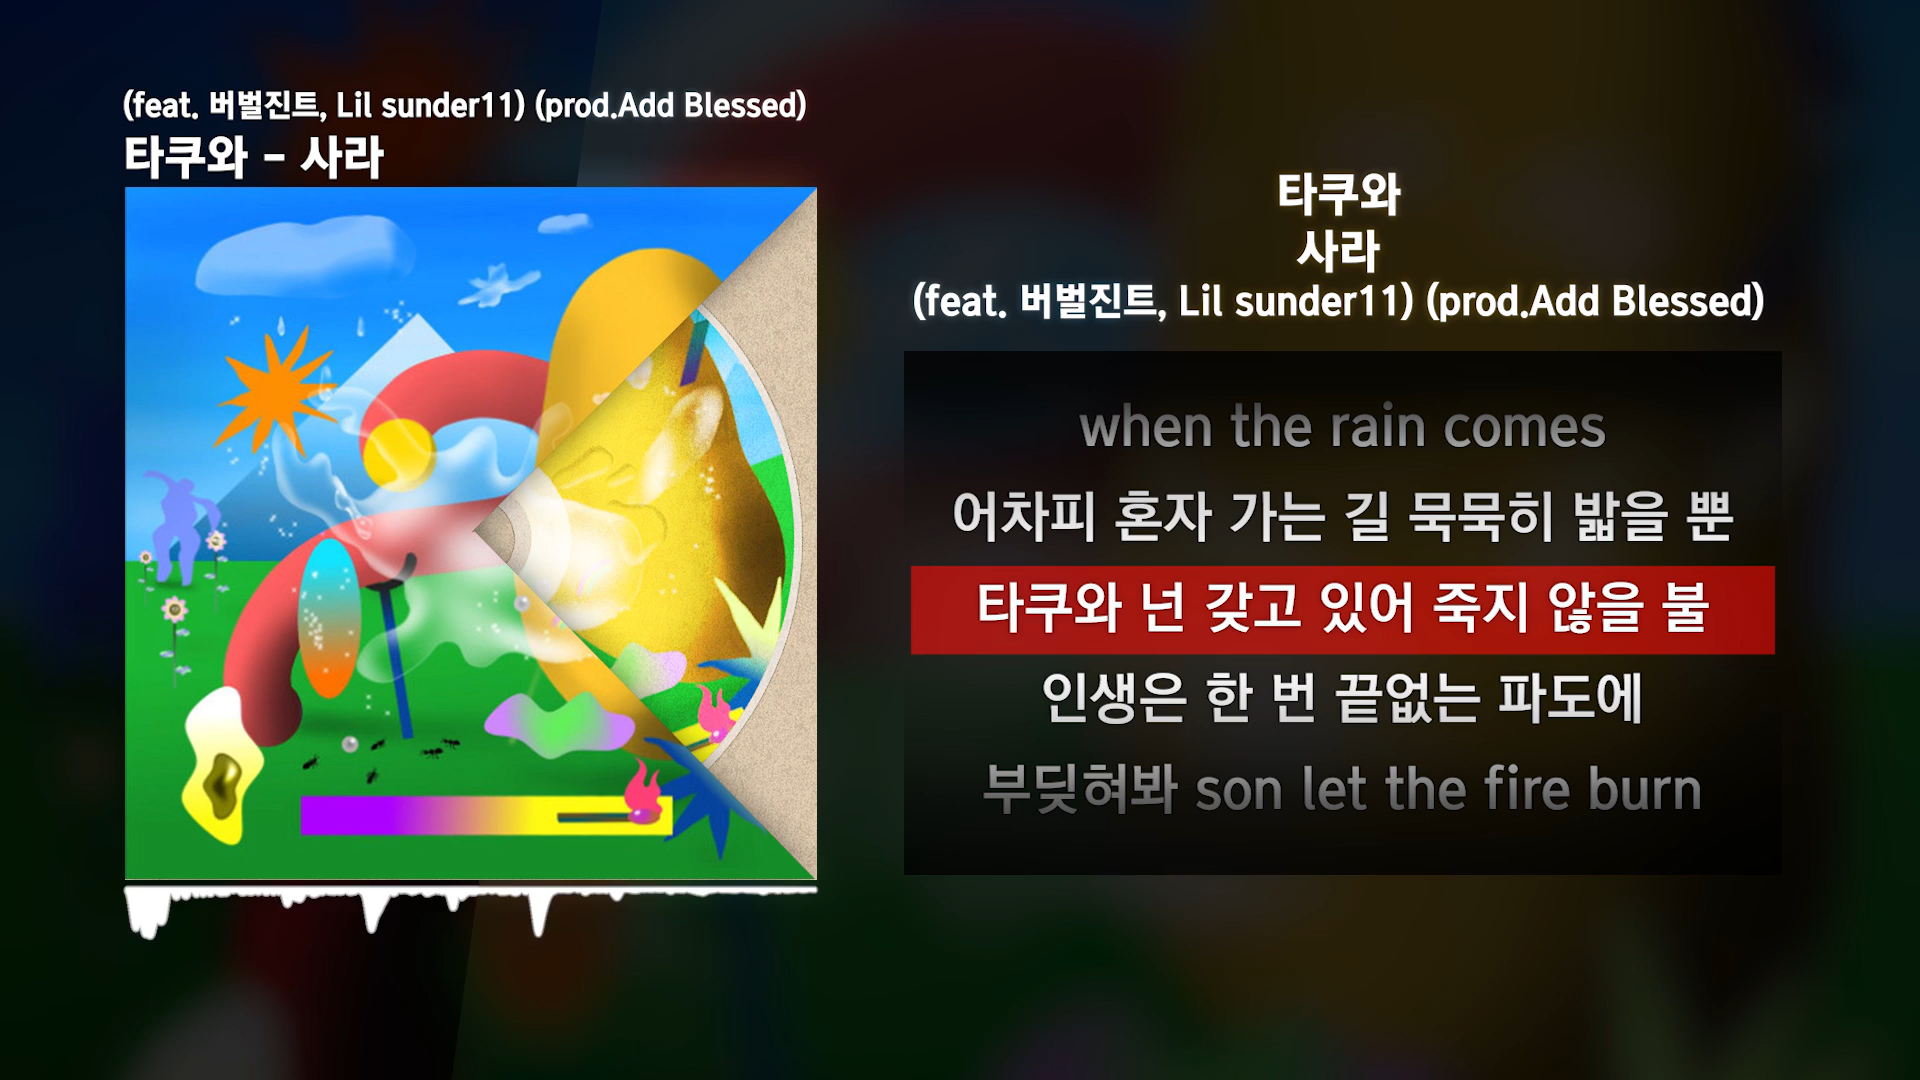 (feat. 버벌진트, Lil sunder11) (prod.Add Blessed)
타쿠와 - 사라
타쿠와
사라
(feat. 버벌진트, Lil sunder11) (prod.Add Blessed)
when the rain comes
어차피 혼자 가는 길 묵묵히 밟을 뿐
타쿠와 넌 갖고 있어 죽지 않을 불
인생은 한 번 끝없는 파도에
부딪혀봐 son let the fire burn